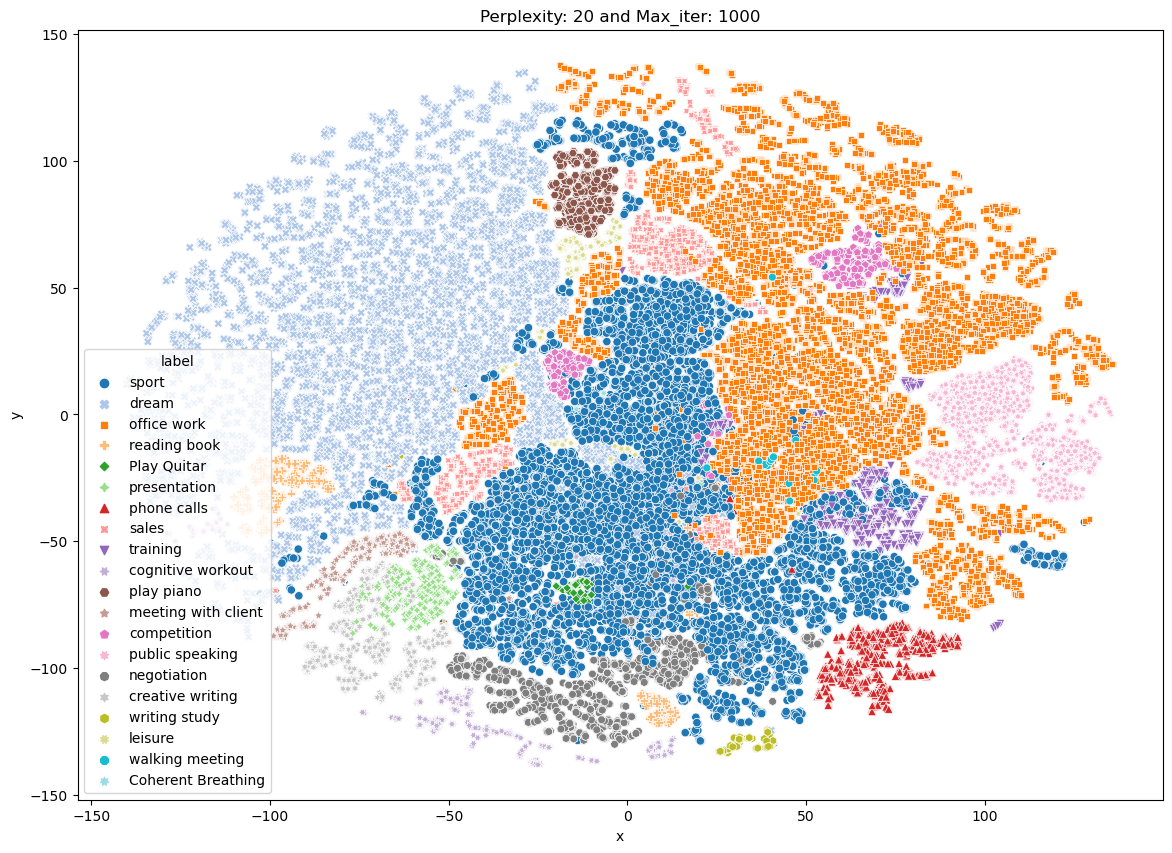 Perplexity: 20 and Max_iter: 1000
150
100
50
0
−50
−100
−150
y
label
sport
dream
office work
reading book
Play Quitar
presentation
phone calls
sales
training
cognitive workout
play piano
meeting with client
competition
public speaking
negotiation
creative writing
writing study
leisure
walking meeting
Coherent Breathing
−150 −100 −50 0 50 100
x